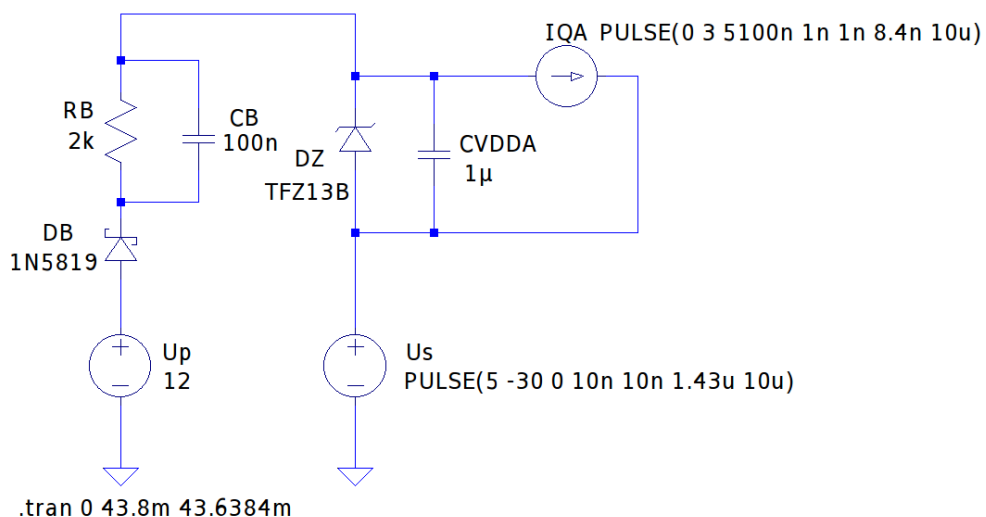 IQA PULSE(0 3 5100n 1n 1n 8.4n 10u)
RB
2k
CB
100n
DZ
TFZ13B
CVDDA
1µ
DB
1N5819
Up
12
Us
PULSE(5 -30 0 10n 10n 1.43u 10u)
.tran 0 43.8m 43.6384m